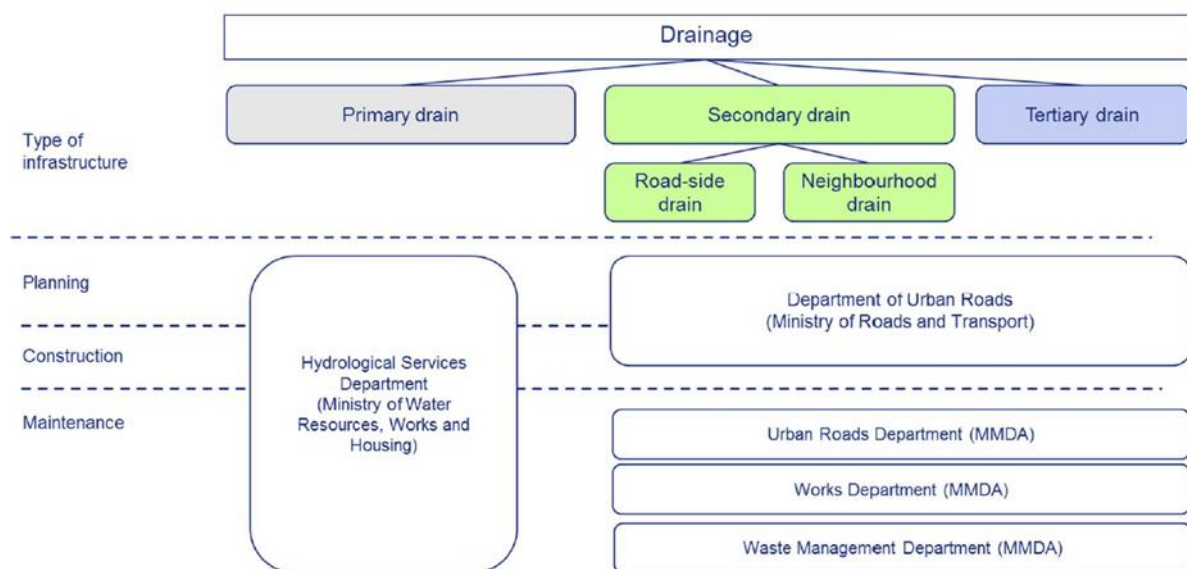 Drainage
Primary drain
Secondary drain
Tertiary drain
Type of
infrastructure
Road-side
drain
Neighbourhood
drain
Planning
Department of Urban Roads
(Ministry of Roads and Transport)
Construction
Hydrological Services
Department
(Ministry of Water
Resources, Works and
Housing)
Maintenance
Urban Roads Department (MMDA)
Works Department (MMDA)
Waste Management Department (MMDA)